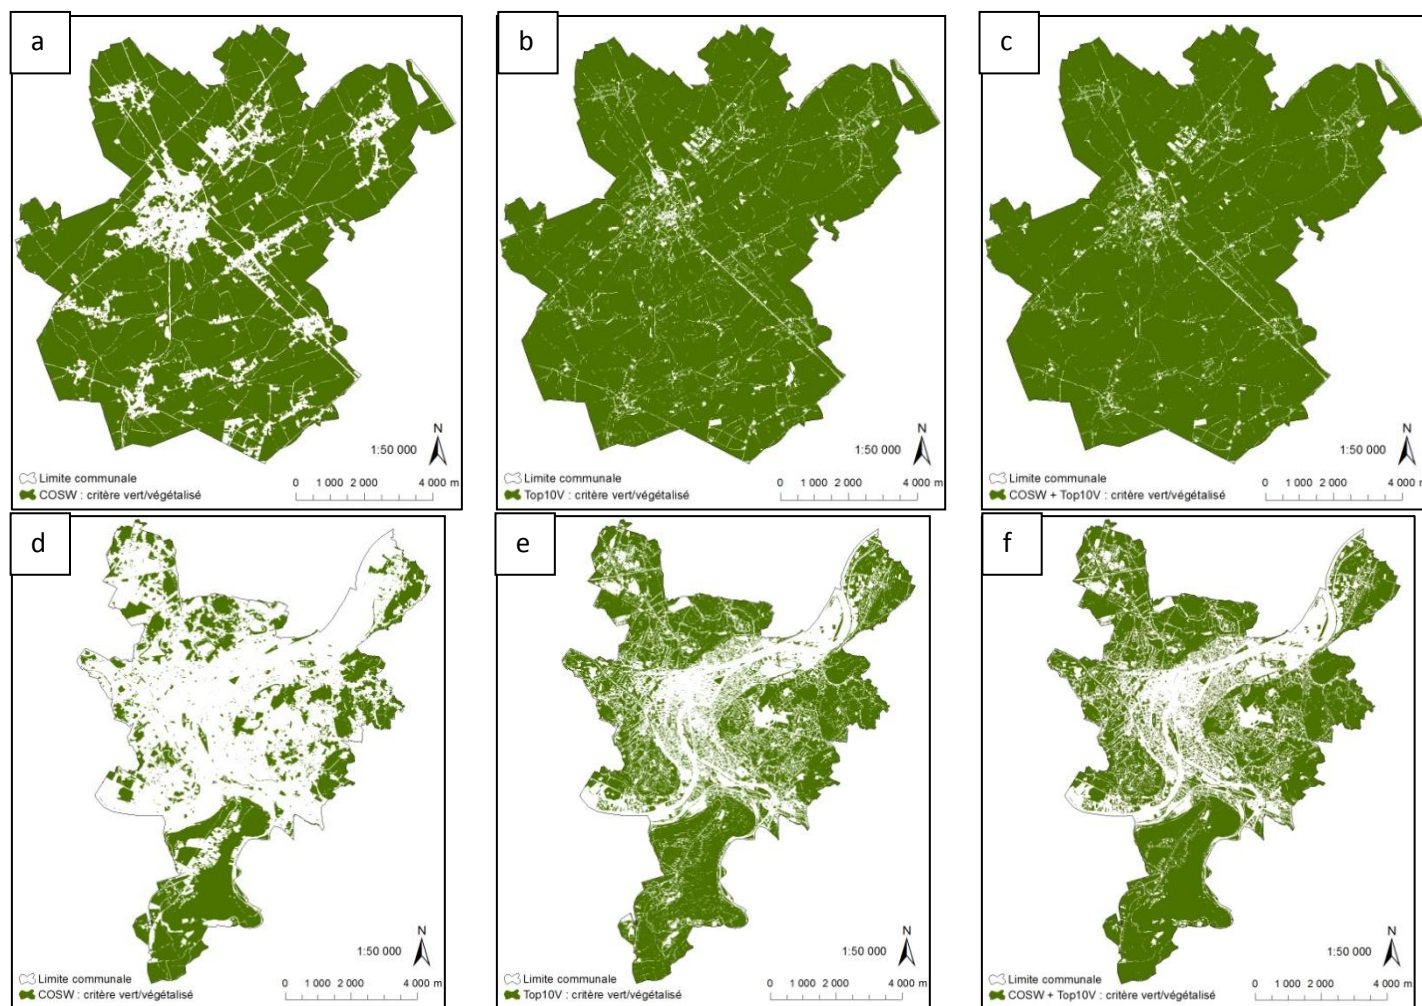 a
N
1:50 000
Limite communale
COSW : critère vert/végétalisé
0 1 000 2 000 4 000 m
b
N
1:50 000
Limite communale
Top10V : critère vert/végétalisé
0 1 000 2 000 4 000 m
c
N
1:50 000
Limite communale
COSW + Top10V : critère vert/végétalisé
0 1 000 2 000 4 000 m
d
N
1:50 000
Limite communale
COSW : critère vert/végétalisé
0 1 000 2 000 4 000 m
e
N
1:50 000
Limite communale
Top10V : critère vert/végétalisé
0 1 000 2 000 4 000 m
f
N
1:50 000
Limite communale
COSW + Top10V : critère vert/végétalisé
0 1 000 2 000 4 000 m